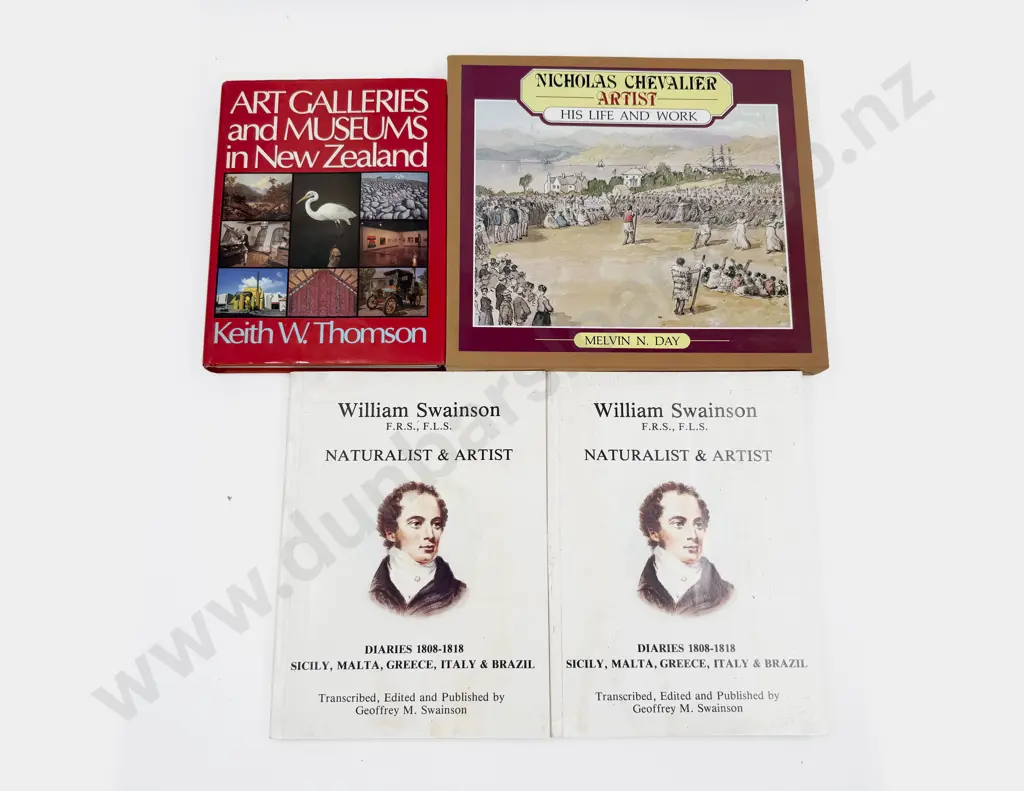 ART GALLERIES
and MUSEUMS
in New Zealand
Keith W. Thomson
NICHOLAS CHEVALIER
ARTIST
HIS LIFE AND WORK
MELVIN N. DAY
William Swainson
F.R.S., F.L.S.
NATURALIST & ARTIST
DIARIES 1808-1818
SICILY, MALTA, GREECE, ITALY & BRAZIL
Transcribed, Edited and Published by
Geoffrey M. Swainson
William Swainson
F.R.S., F.L.S.
NATURALIST & ARTIST
DIARIES 1808-1818
SICILY, MALTA, GREECE, ITALY & BRAZIL
Transcribed, Edited and Published by
Geoffrey M. Swainson